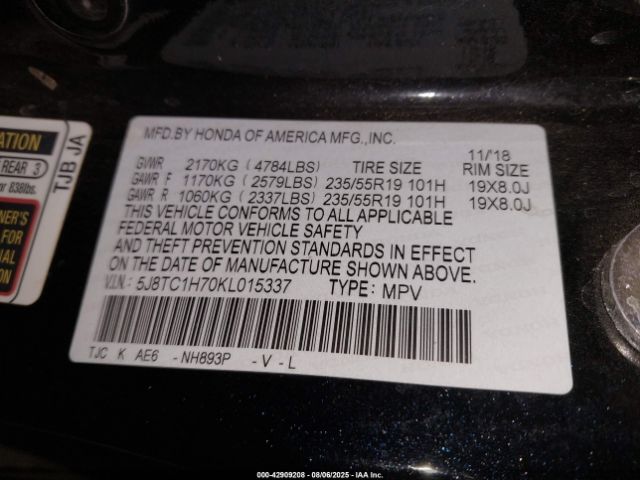 MFD.BY HONDA OF AMERICA MFG.,INC.
11/'18
GVWR 2170KG (4784LBS) TIRE SIZE RIM SIZE
GAWR F 1170KG (2579LBS) 235/55R19 101H 19X8.0J
GAWR R 1060KG (2337LBS) 235/55R19 101H 19X8.0J
THIS VEHICLE CONFORMS TO ALL APPLICABLE
FEDERAL MOTOR VEHICLE SAFETY
AND THEFT PREVENTION STANDARDS IN EFFECT
ON THE DATE OF MANUFACTURE SHOWN ABOVE.
V.I.N.: 5J8TC1H70KL015337 TYPE: MPV
TJC K AE6 -NH893P -V-L
TJB JA
REAR 3
or 838lbs.
FOR
000-42909208 - 08/06/2025 - IAA Inc.